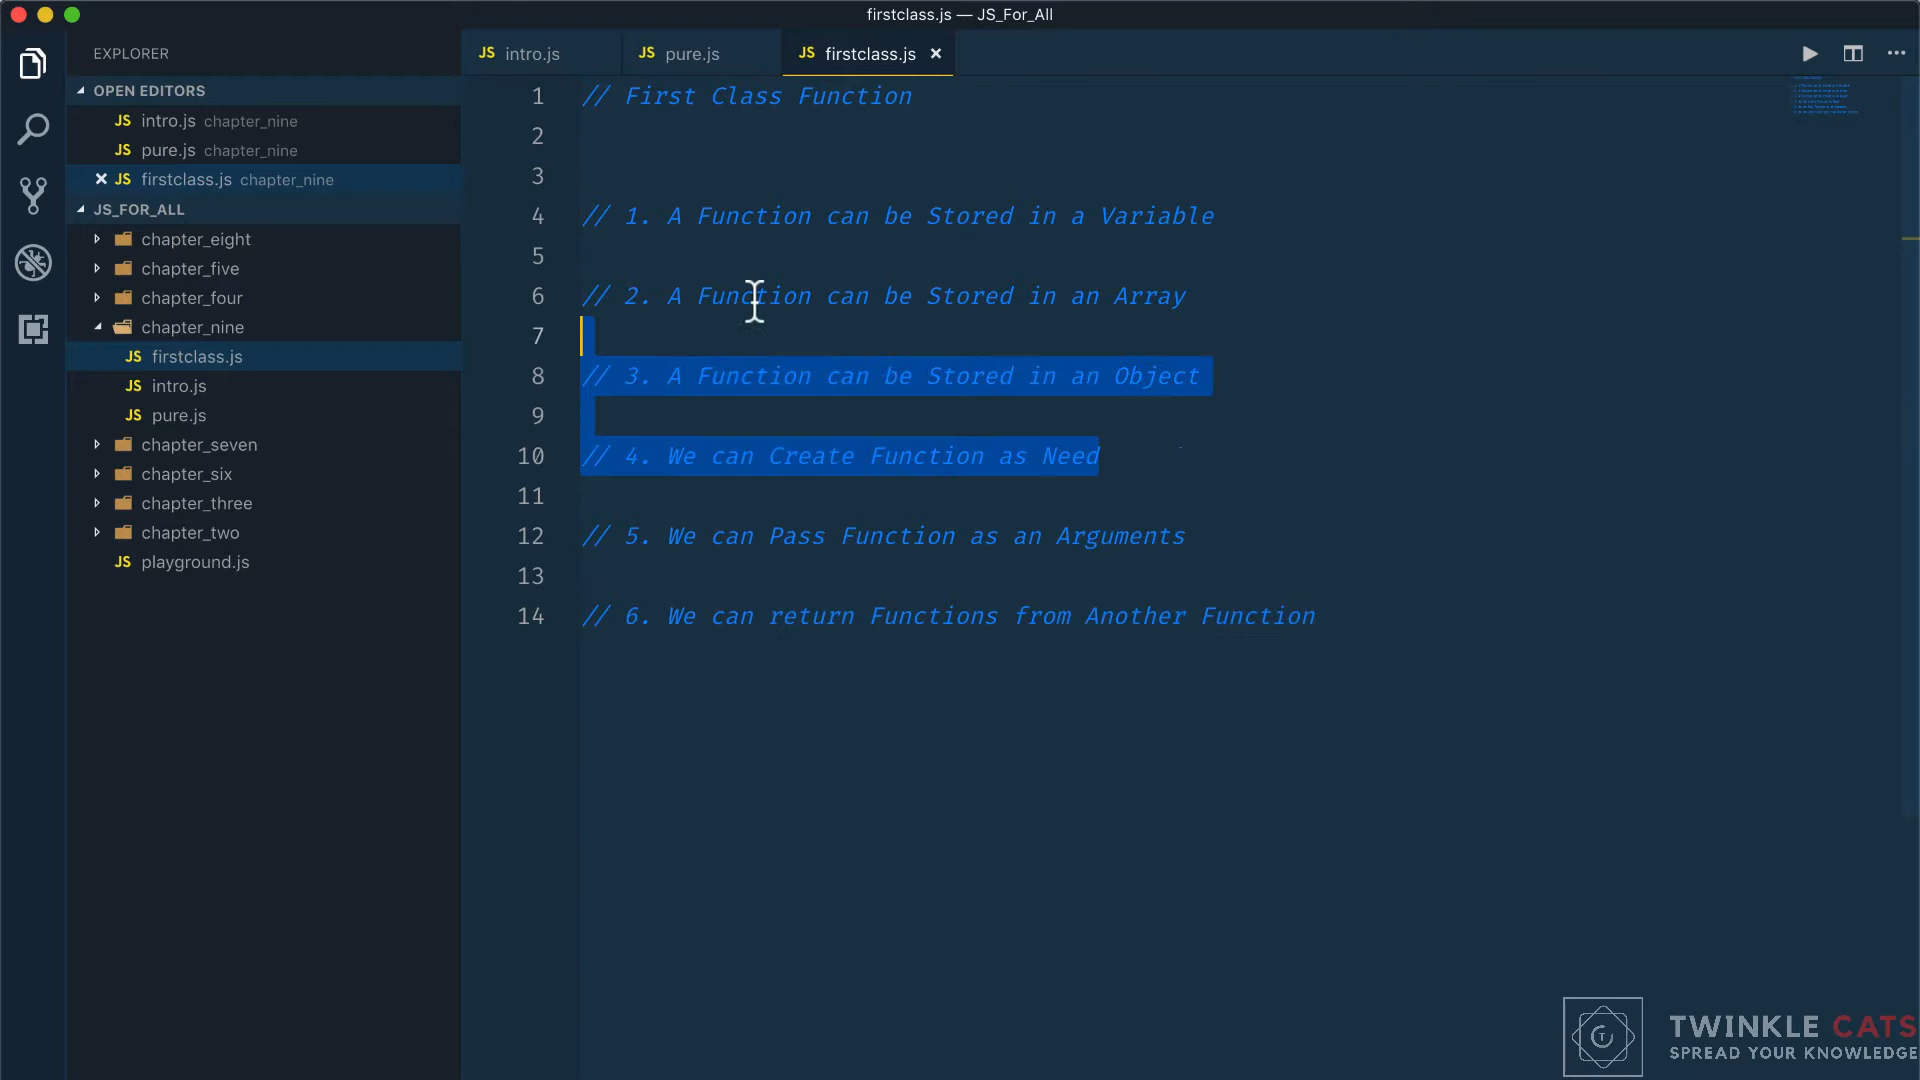 firstclass.js — JS_For_All
EXPLORER
OPEN EDITORS
JS intro.js chapter_nine
JS pure.js chapter_nine
JS firstclass.js chapter_nine
JS_FOR_ALL
chapter_eight
chapter_five
chapter_four
chapter_nine
JS firstclass.js
JS intro.js
JS pure.js
chapter_seven
chapter_six
chapter_three
chapter_two
JS playground.js
JS intro.js
JS pure.js
JS firstclass.js
1 // First Class Function
2
3
4 // 1. A Function can be Stored in a Variable
5
6 // 2. A Function can be Stored in an Array
7
8 // 3. A Function can be Stored in an Object
9
10 // 4. We can Create Function as Need
11
12 // 5. We can Pass Function as an Arguments
13
14 // 6. We can return Functions from Another Function
TWINKLE CATS
SPREAD YOUR KNOWLEDGE